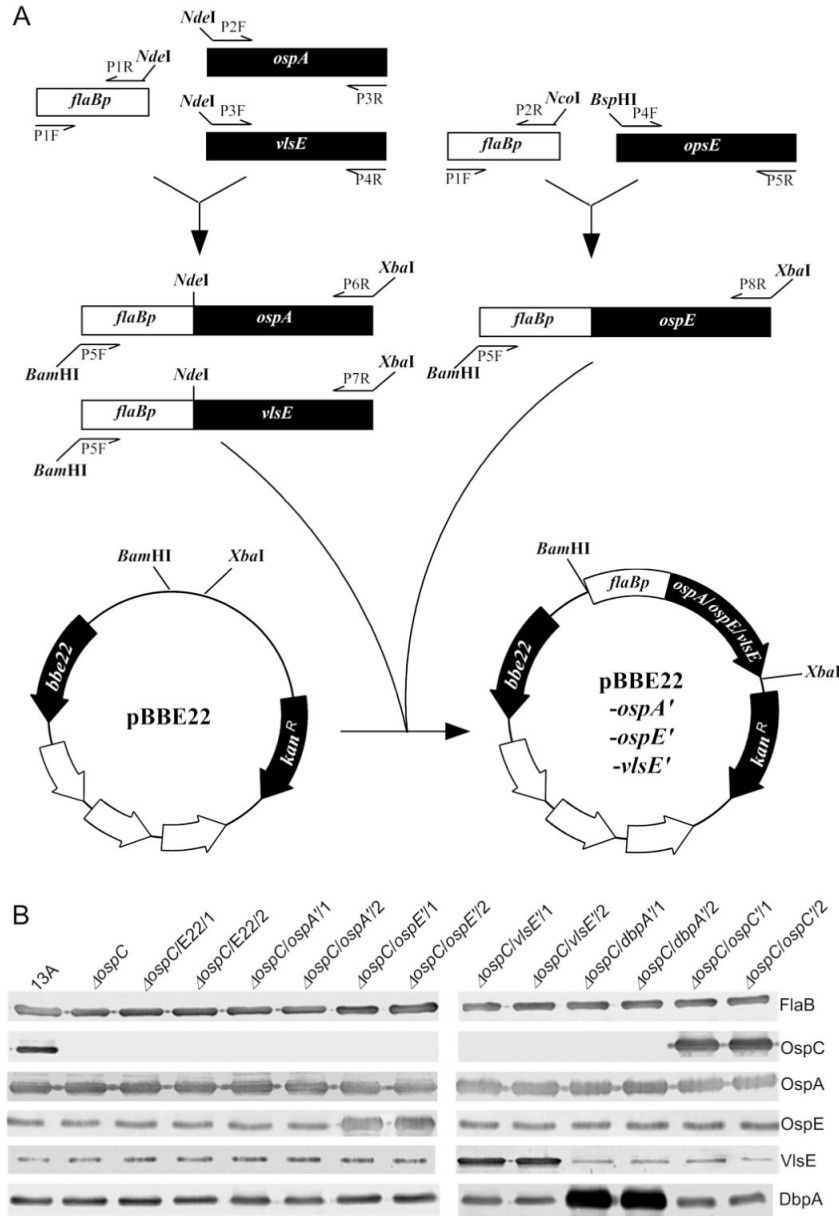 A
NdeI
P2F
ospA
P3R
P1R
NdeI
flaBp
P1F
NdeI
P3F
vlsE
P4R
P2R
NcoI
flaBp
P1F
BspHI
P4F
opsE
P5R
NdeI
P6R
XbaI
flaBp
ospA
BamHI
P5F
NdeI
P7R
XbaI
flaBp
vlsE
BamHI
P5F
P8R
XbaI
flaBp
ospE
BamHI
P5F
BamHI
XbaI
bbe22
pBBE22
kan R
BamHI
flaBp
ospA/ospE/vlsE
XbaI
bbe22
pBBE22
-ospA'
-ospE'
-vlsE'
kan R
B
13A
ΔospC
ΔospC/E22/1
ΔospC/E22/2
ΔospC/ospA'/1
ΔospC/ospA'/2
ΔospC/ospE'/1
ΔospC/ospE'/2
ΔospC/vlsE'/1
ΔospC/vlsE'/2
ΔospC/dbpA'/1
ΔospC/dbpA'/2
ΔospC/ospC'/1
ΔospC/ospC'/2
FlaB
OspC
OspA
OspE
VlsE
DbpA